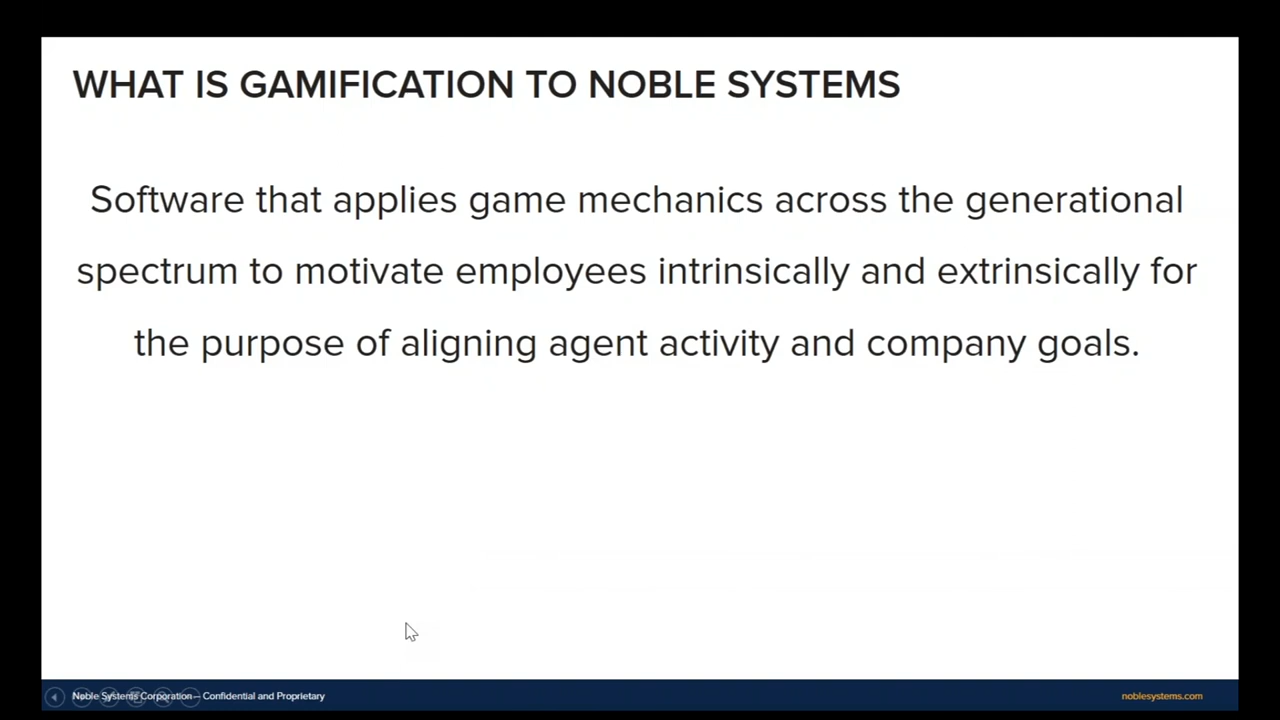 WHAT IS GAMIFICATION TO NOBLE SYSTEMS
Software that applies game mechanics across the generational
spectrum to motivate employees intrinsically and extrinsically for
the purpose of aligning agent activity and company goals.
Noble Systems Corporation – Confidential and Proprietary
noblesystems.com